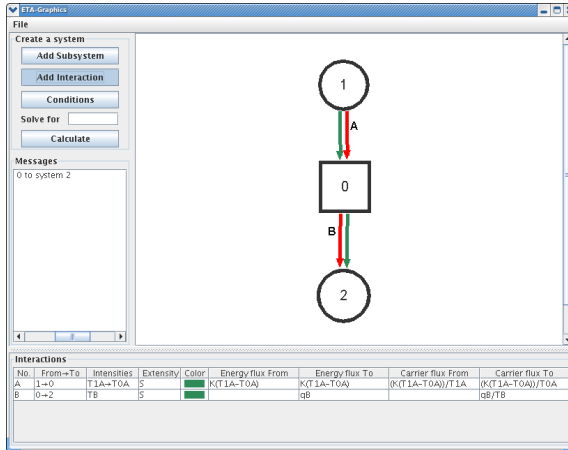 ETA-Graphics
File
Create a system
Add Subsystem
Add Interaction
Conditions
Solve for
Calculate
Messages
0 to system 2
1
A
0
B
2
Interactions
No. From→To Intensities Extensity Color Energy flux From Energy flux To Carrier flux From Carrier flux To
A 1→0 T1A→T0A S K(T1A-T0A) K(T1A-T0A) (K(T1A-T0A))/T1A (K(T1A-T0A))/T0A
B 0→2 TB S qB qB/TB